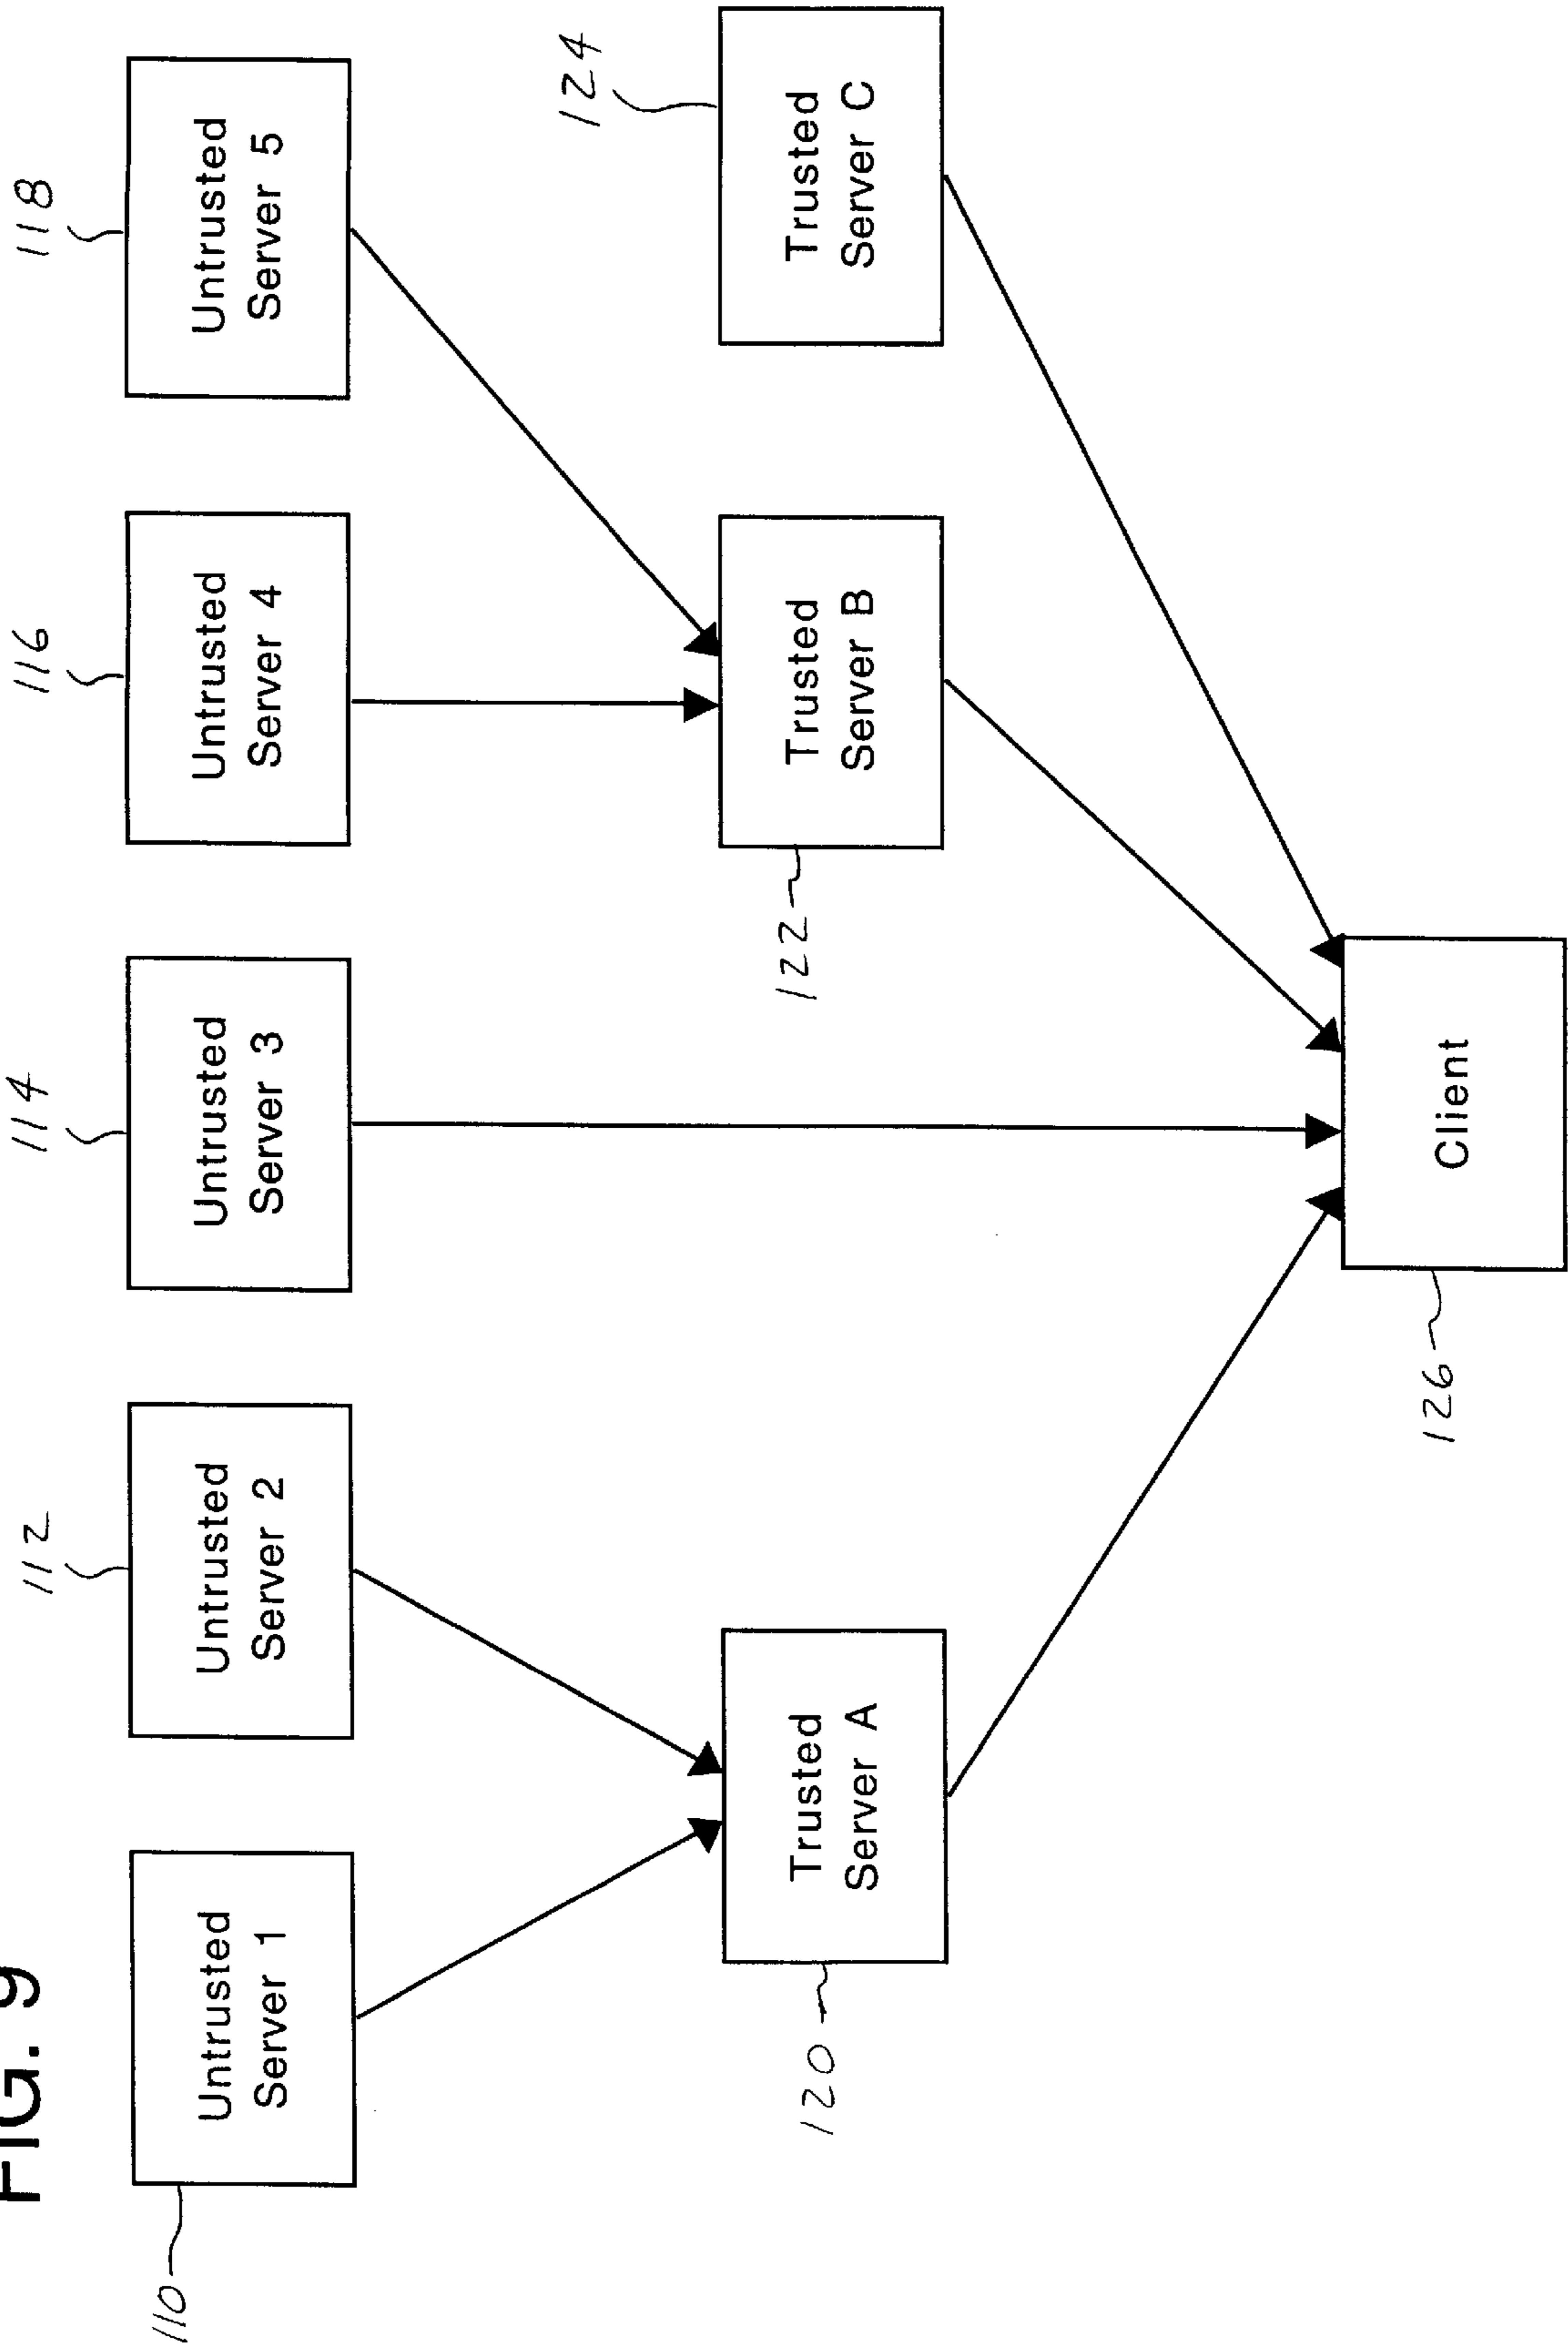 FIG. 9
110
Untrusted
Server 1
112
Untrusted
Server 2
114
Untrusted
Server 3
116
Untrusted
Server 4
118
Untrusted
Server 5
120
Trusted
Server A
122
Trusted
Server B
124
Trusted
Server C
126
Client